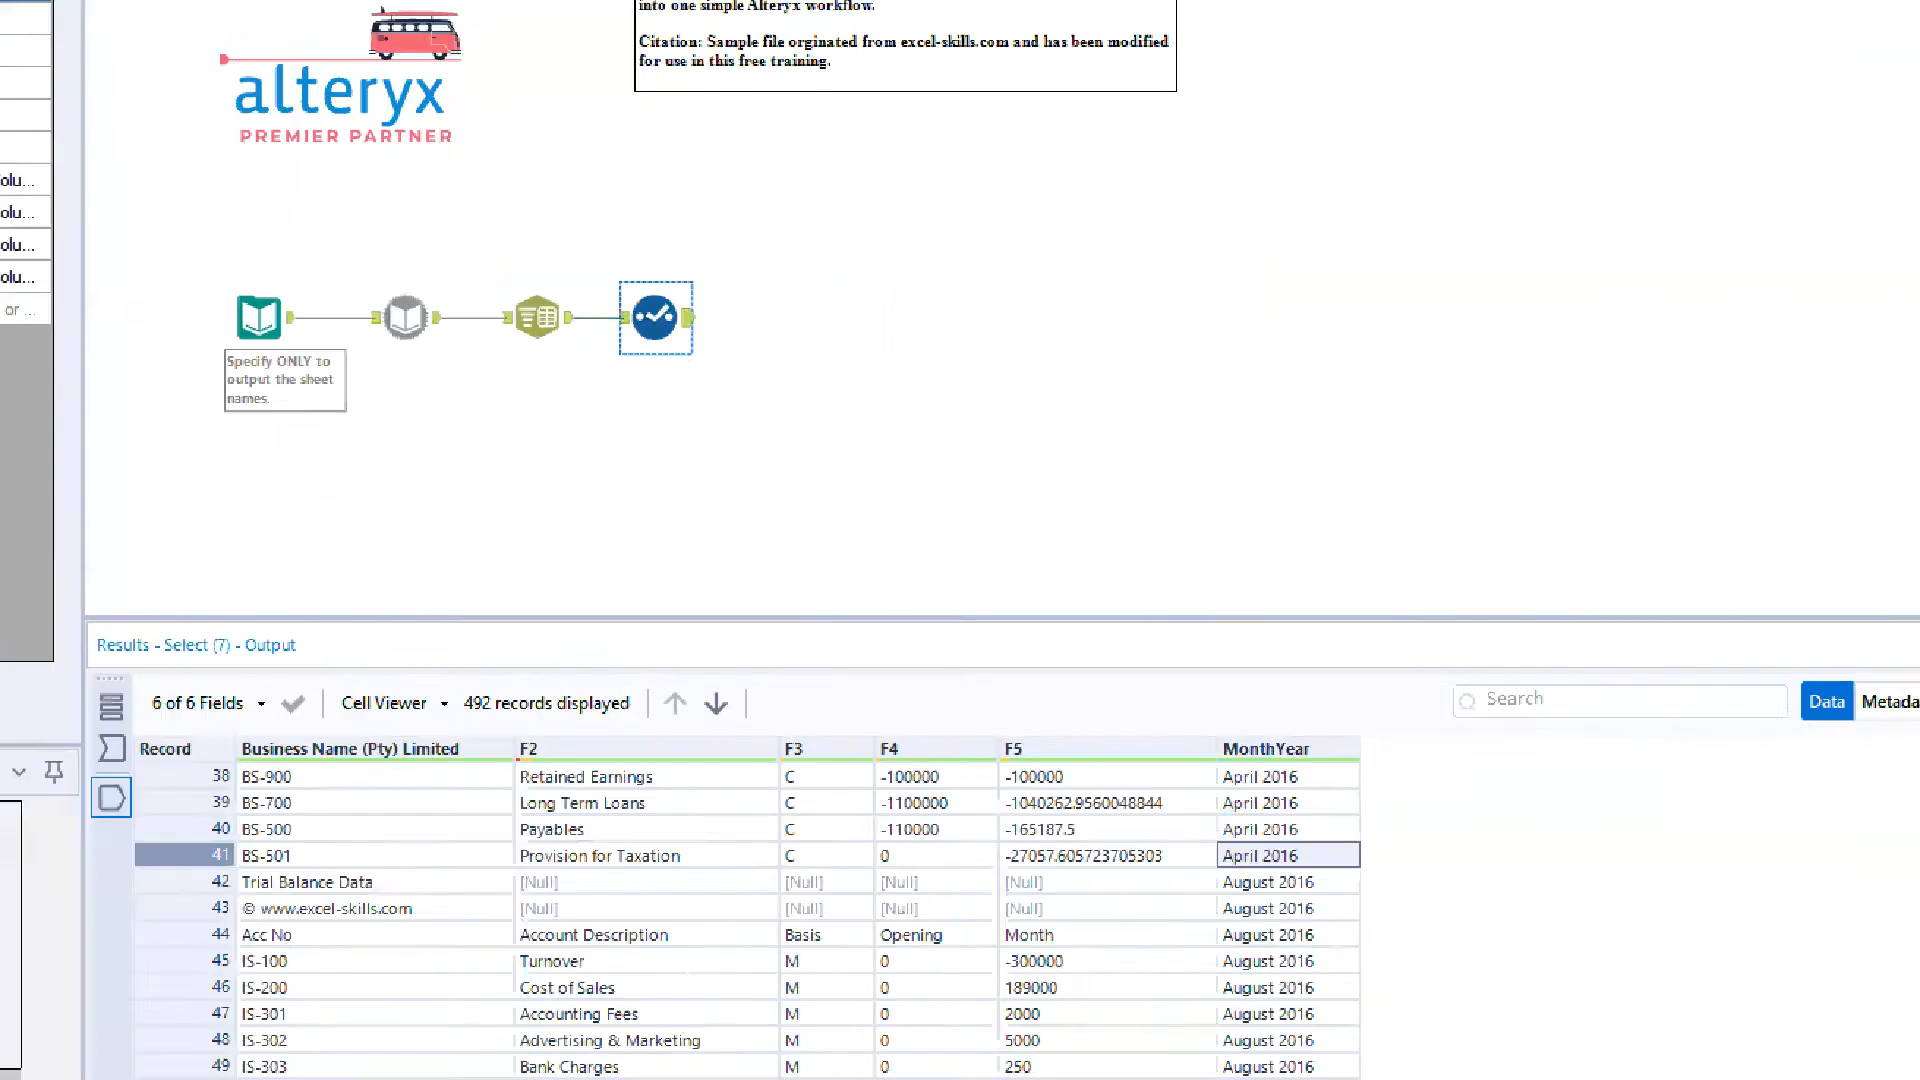 into one simple Alteryx workflow.
Citation: Sample file orginated from excel-skills.com and has been modified
for use in this free training.
alteryx
PREMIER PARTNER
olu...
olu...
olu...
olu...
or ...
Specify ONLY to
output the sheet
names.
Results - Select (7) - Output
6 of 6 Fields Cell Viewer 492 records displayed Search Data Metada
Record Business Name (Pty) Limited F2 F3 F4 F5 MonthYear
38 BS-900 Retained Earnings C -100000 -100000 April 2016
39 BS-700 Long Term Loans C -1100000 -1040262.9560048844 April 2016
40 BS-500 Payables C -110000 -165187.5 April 2016
41 BS-501 Provision for Taxation C 0 -27057.605723705303 April 2016
42 Trial Balance Data [Null] [Null] [Null] [Null] August 2016
43 © www.excel-skills.com [Null] [Null] [Null] [Null] August 2016
44 Acc No Account Description Basis Opening Month August 2016
45 IS-100 Turnover M 0 -300000 August 2016
46 IS-200 Cost of Sales M 0 189000 August 2016
47 IS-301 Accounting Fees M 0 2000 August 2016
48 IS-302 Advertising & Marketing M 0 5000 August 2016
49 IS-303 Bank Charges M 0 250 August 2016